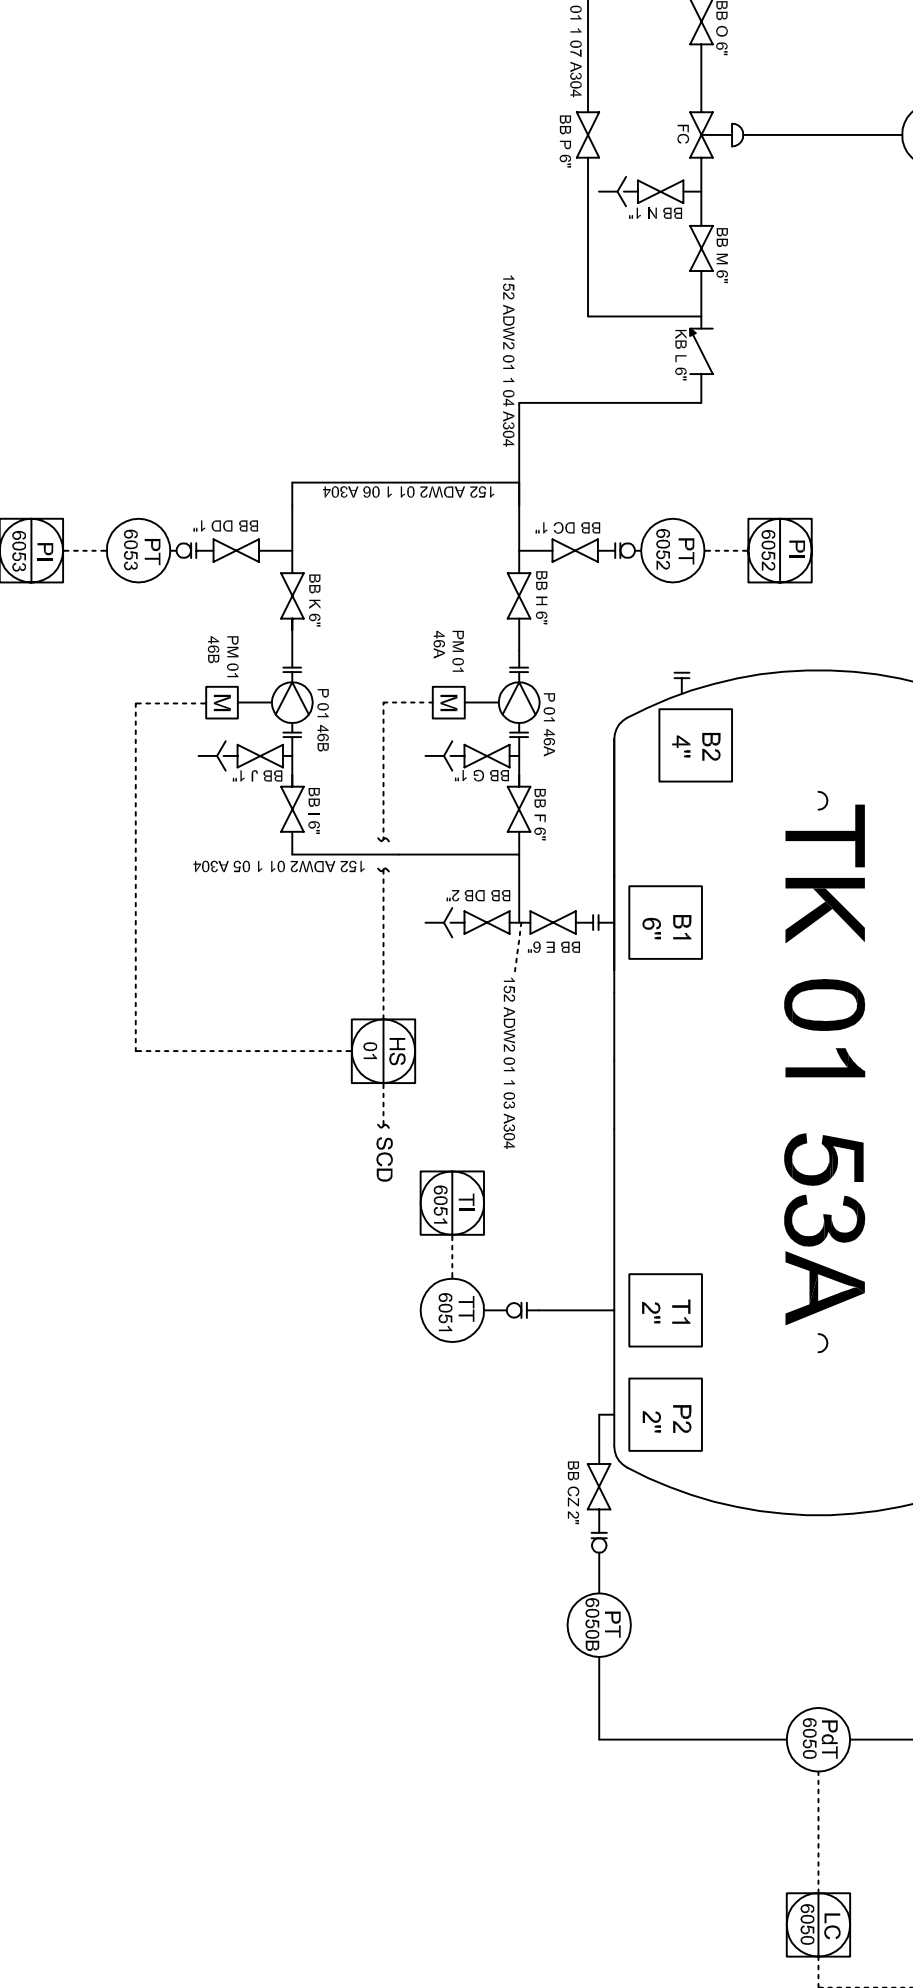 BB O 6"
01 1 07 A304
BB P 6"
FC
BB N 1"
BB M 6"
KB L 6"
152 ADW2 01 1 04 A304
152 ADW2 01 1 06 A304
PI
6053
PT
6053
BB DD 1"
BB K 6"
BB DC 1"
PT
6052
PI
6052
BB H 6"
PM 01
46B
M
P 01 46B
BB J 1"
BB I 6"
PM 01
46A
M
P 01 46A
BB G 1"
BB F 6"
152 ADW2 01 1 05 A304
BB DB 2"
BB E 6"
152 ADW2 01 1 03 A304
HS
01
SCD
B2
4"
B1
6"
TK 01 53A
TI
6051
TT
6051
T1
2"
P2
2"
BB CZ 2"
PT
6050B
PdT
6050
LC
6050